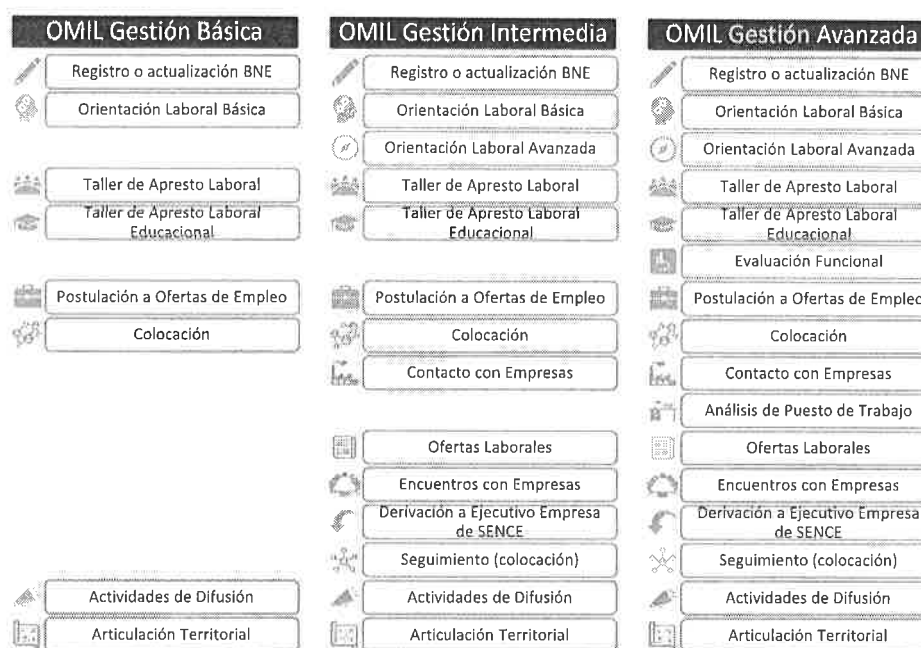 OMIL Gestión Básica
Registro o actualización BNE
Orientación Laboral Básica
Taller de Apresto Laboral
Taller de Apresto Laboral
Educacional
Postulación a Ofertas de Empleo
Colocación
Actividades de Difusión
Articulación Territorial
OMIL Gestión Intermedia
Registro o actualización BNE
Orientación Laboral Básica
Orientación Laboral Avanzada
Taller de Apresto Laboral
Taller de Apresto Laboral
Educacional
Postulación a Ofertas de Empleo
Colocación
Contacto con Empresas
Ofertas Laborales
Encuentros con Empresas
Derivación a Ejecutivo Empresa
de SENCE
Seguimiento (colocación)
Actividades de Difusión
Articulación Territorial
OMIL Gestión Avanzada
Registro o actualización BNE
Orientación Laboral Básica
Orientación Laboral Avanzada
Taller de Apresto Laboral
Taller de Apresto Laboral
Educacional
Evaluación Funcional
Postulación a Ofertas de Empleo
Colocación
Contacto con Empresas
Análisis de Puesto de Trabajo
Ofertas Laborales
Encuentros con Empresas
Derivación a Ejecutivo Empresa
de SENCE
Seguimiento (colocación)
Actividades de Difusión
Articulación Territorial